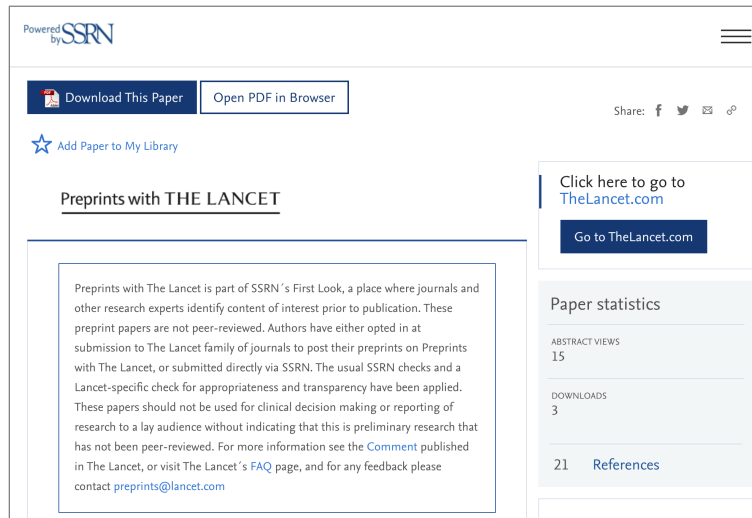 Powered
by SSRN
Download This Paper
Open PDF in Browser
Share:
Add Paper to My Library
Preprints with THE LANCET
Preprints with The Lancet is part of SSRN´s First Look, a place where journals and
other research experts identify content of interest prior to publication. These
preprint papers are not peer-reviewed. Authors have either opted in at
submission to The Lancet family of journals to post their preprints on Preprints
with The Lancet, or submitted directly via SSRN. The usual SSRN checks and a
Lancet-specific check for appropriateness and transparency have been applied.
These papers should not be used for clinical decision making or reporting of
research to a lay audience without indicating that this is preliminary research that
has not been peer-reviewed. For more information see the Comment published
in The Lancet, or visit The Lancet´s FAQ page, and for any feedback please
contact preprints@lancet.com
Click here to go to
TheLancet.com
Go to TheLancet.com
Paper statistics
ABSTRACT VIEWS
15
DOWNLOADS
3
21 References